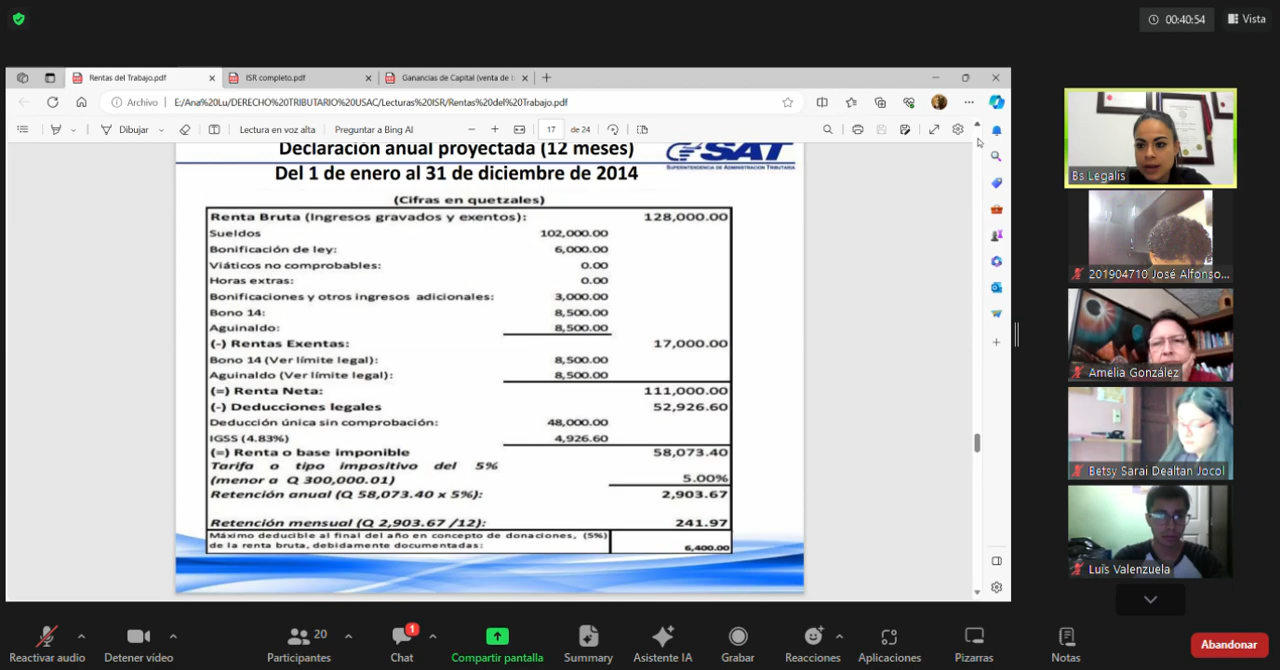 00:40:54
Vista
Rentas del Trabajo.pdf
ISR completo.pdf
Ganancias de Capital (venta de
Archivo
E:/Ana%20Lu/DERECHO%20TRIBUTARIO%20USAC/Lecturas%20ISR/Rentas%20del%20Trabajo.pdf
Dibujar
Lectura en voz alta
Preguntar a Bing AI
17 de 24
Declaración anual proyectada (12 meses)
Del 1 de enero al 31 de diciembre de 2014
SAT
SUPERINTENDENCIA DE ADMINISTRACION TRIBUTARIA
(Cifras en quetzales)
Renta Bruta (Ingresos gravados y exentos): 128,000.00
Sueldos 102,000.00
Bonificación de ley: 6,000.00
Viáticos no comprobables: 0.00
Horas extras: 0.00
Bonificaciones y otros ingresos adicionales: 3,000.00
Bono 14: 8,500.00
Aguinaldo: 8,500.00
(-) Rentas Exentas: 17,000.00
Bono 14 (Ver límite legal): 8,500.00
Aguinaldo (Ver límite legal): 8,500.00
(=) Renta Neta: 111,000.00
(-) Deducciones legales 52,926.60
Deducción única sin comprobación: 48,000.00
IGSS (4.83%) 4,926.60
(=) Renta o base imponible 58,073.40
Tarifa o tipo impositivo del 5%
(menor a Q 300,000.01) 5.00%
Retención anual (Q 58,073.40 x 5%): 2,903.67
Retención mensual (Q 2,903.67 /12): 241.97
Máximo deducible al final del año en concepto de donaciones, (5%)
de la renta bruta, debidamente documentadas: 6,400.00
Bs Legalis
201904710 José Alfonso...
Amelia González
Betsy Sarai Dealtan Jocol
Luis Valenzuela
Reactivar audio
Detener vídeo
20
Participantes
1
Chat
Compartir pantalla
Summary
Asistente IA
Grabar
Reacciones
Aplicaciones
Pizarras
Notas
Abandonar